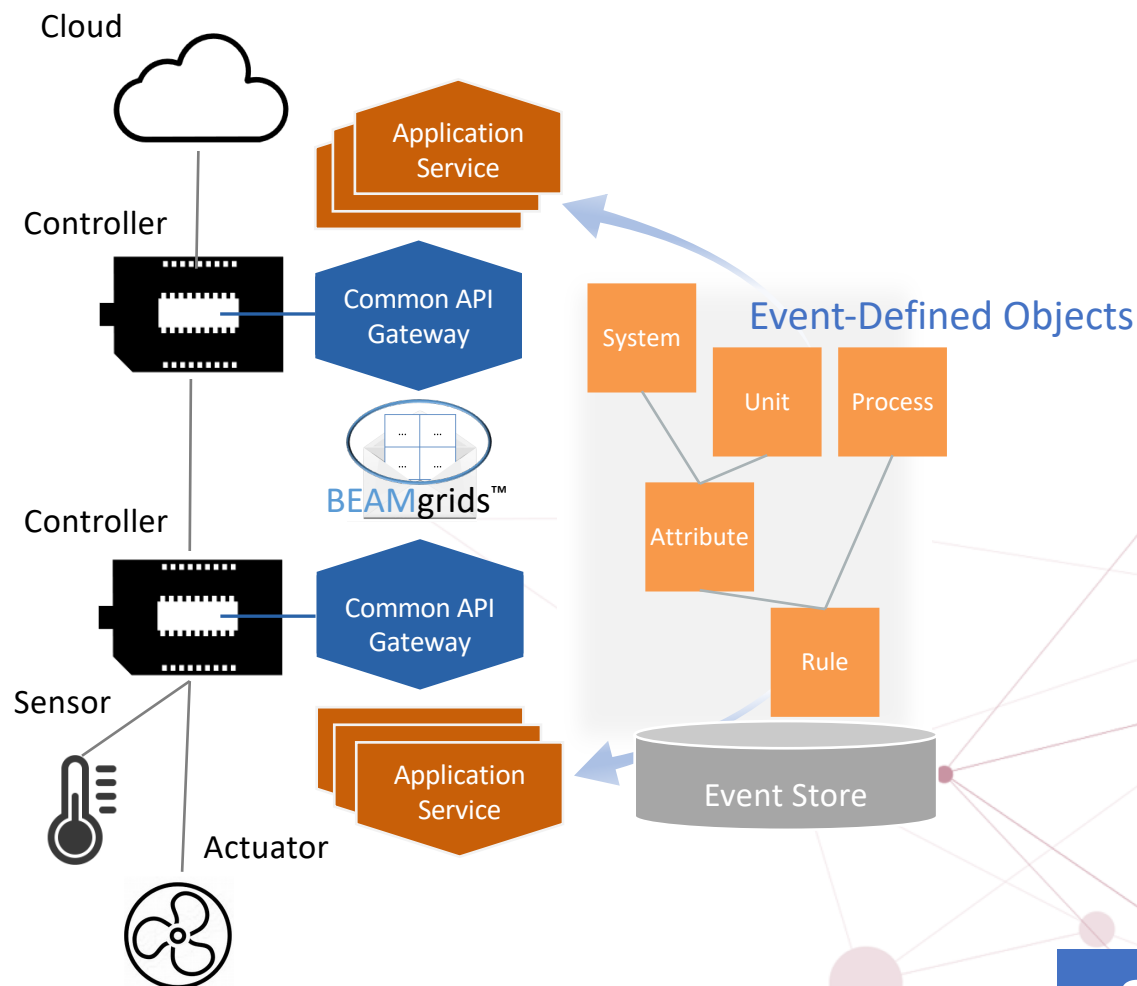 Cloud
Application
Service
Controller
Common API
Gateway
Event-Defined Objects
System
Unit
Process
... ...
... ...
BEAMgrids™
Controller
Attribute
Common API
Gateway
Rule
Sensor
Application
Service
Event Store
Actuator